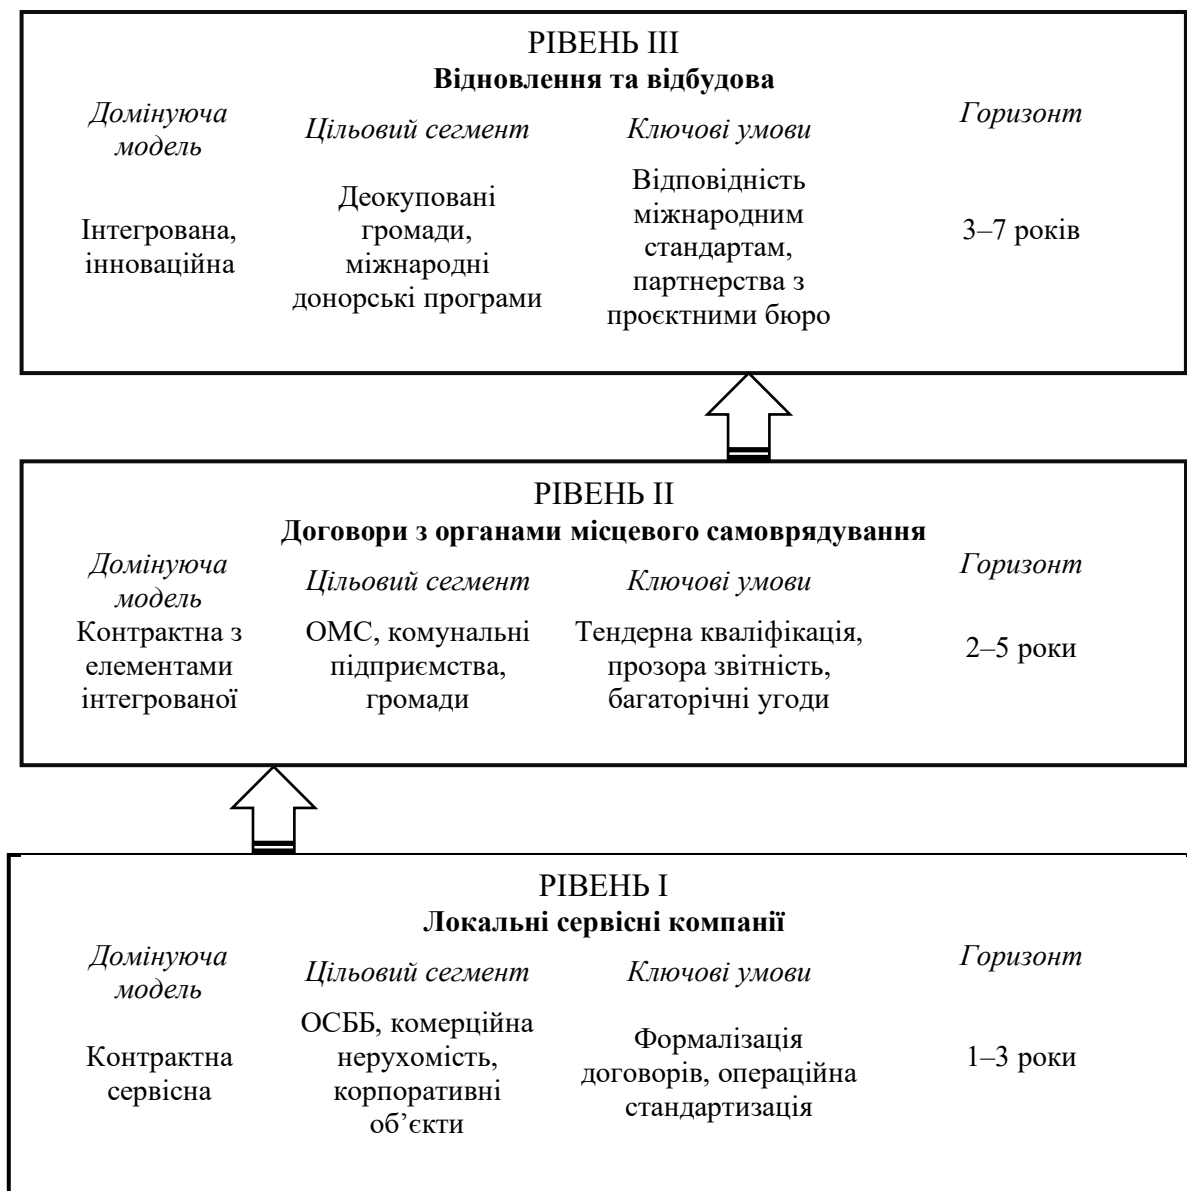 РІВЕНЬ ІІІ
Відновлення та відбудова
Домінуюча
модель
Цільовий сегмент
Ключові умови
Горизонт
Інтегрована,
інноваційна
Деокуповані
громади,
міжнародні
донорські програми
Відповідність
міжнародним
стандартам,
партнерства з
проєктними бюро
3–7 років
РІВЕНЬ ІІ
Договори з органами місцевого самоврядування
Домінуюча
модель
Цільовий сегмент
Ключові умови
Горизонт
Контрактна з
елементами
інтегрованої
ОМС, комунальні
підприємства,
громади
Тендерна кваліфікація,
прозора звітність,
багаторічні угоди
2–5 роки
РІВЕНЬ І
Локальні сервісні компанії
Домінуюча
модель
Цільовий сегмент
Ключові умови
Горизонт
Контрактна
сервісна
ОСББ, комерційна
нерухомість,
корпоративні
об’єкти
Формалізація
договорів, операційна
стандартизація
1–3 роки